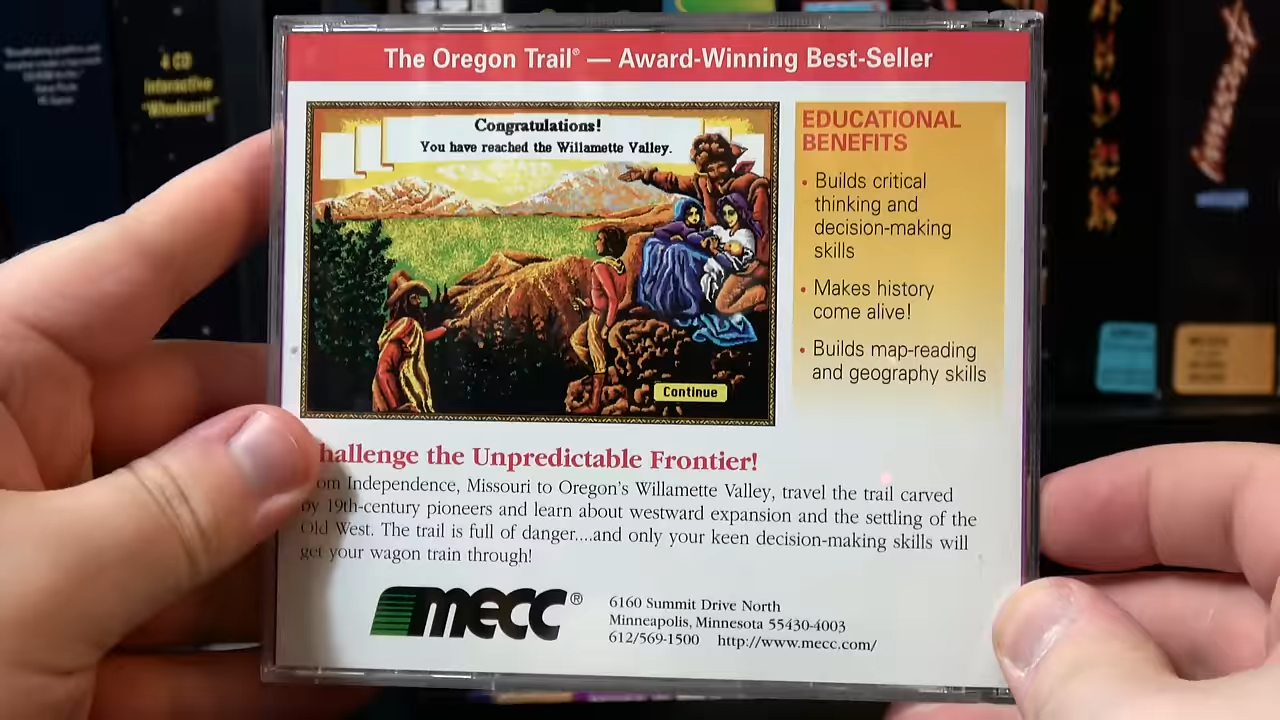 4 CD
Interactive
The Oregon Trail® — Award-Winning Best-Seller
Congratulations!
You have reached the Willamette Valley.
Continue
EDUCATIONAL
BENEFITS
• Builds critical
thinking and
decision-making
skills
• Makes history
come alive!
• Builds map-reading
and geography skills
hallenge the Unpredictable Frontier!
om Independence, Missouri to Oregon's Willamette Valley, travel the trail carved
by 19th-century pioneers and learn about westward expansion and the settling of the
Old West. The trail is full of danger....and only your keen decision-making skills will
get your wagon train through!
mecc®
6160 Summit Drive North
Minneapolis, Minnesota 55430-4003
612/569-1500 http://www.mecc.com/